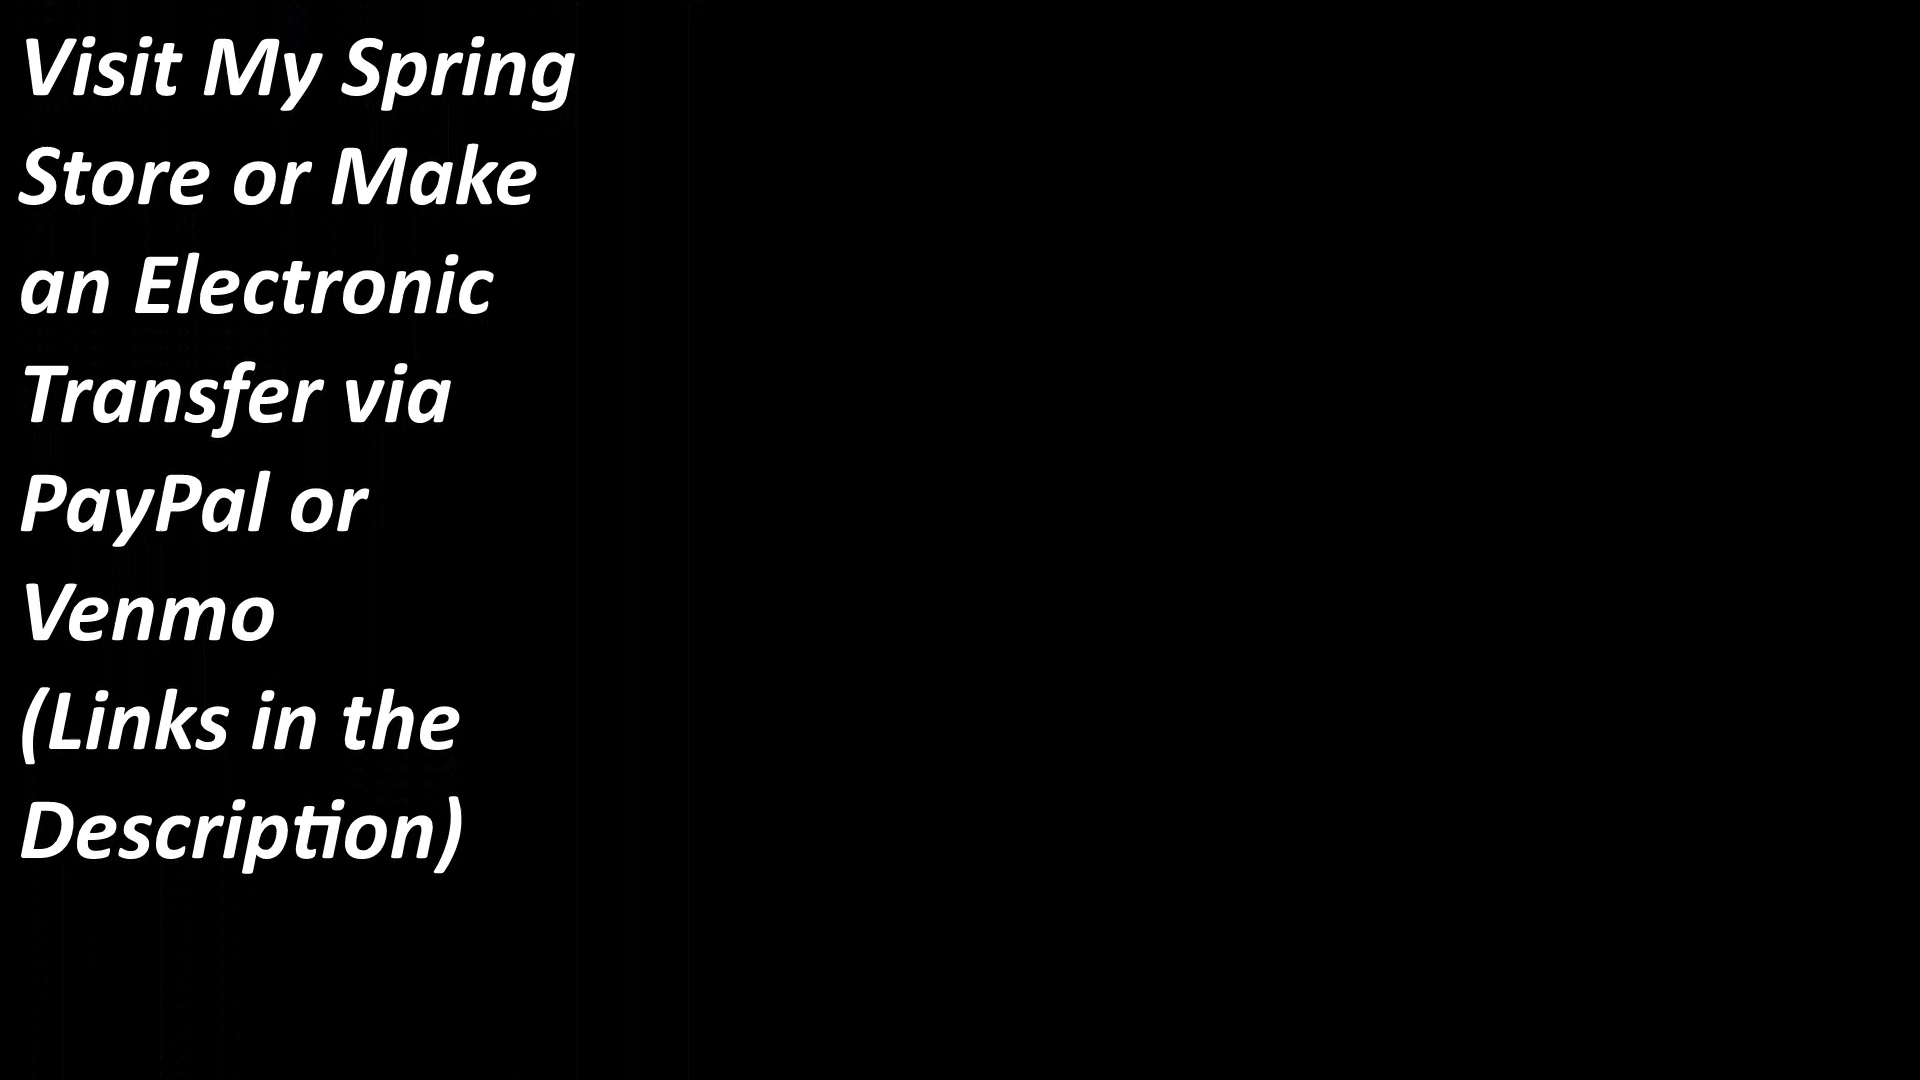 Visit My Spring
Store or Make
an Electronic
Transfer via
PayPal or
Venmo
(Links in the
Description)